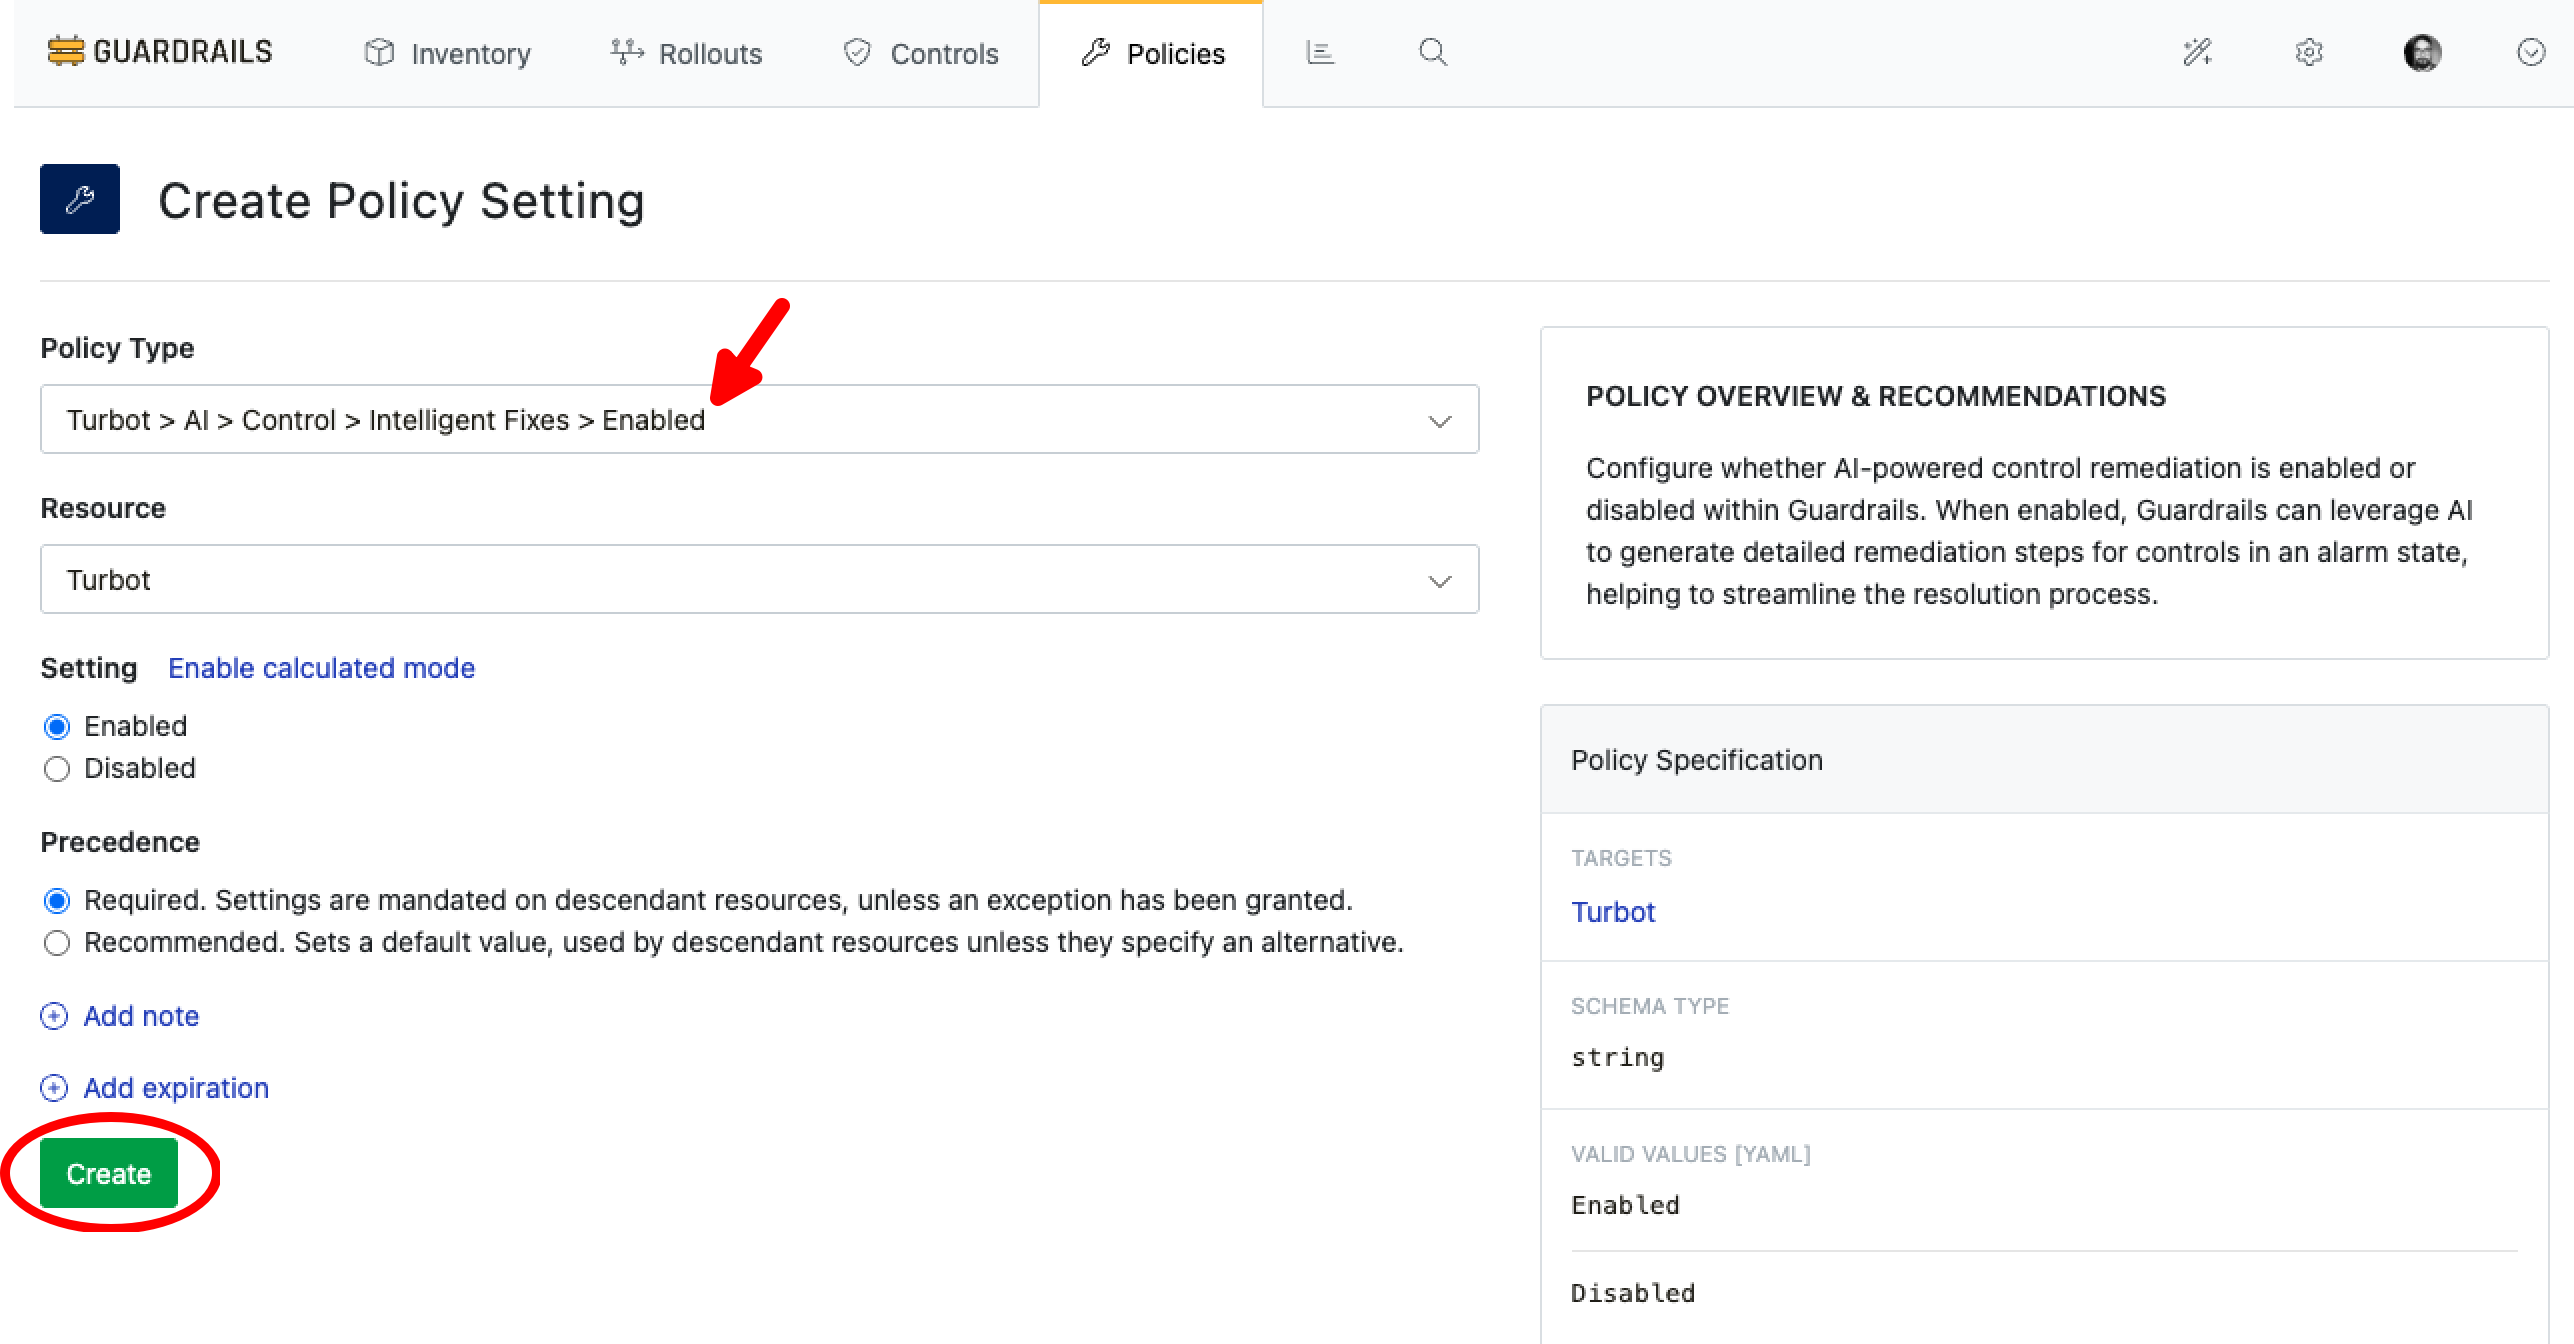 GUARDRAILS
Inventory
Rollouts
Controls
Policies
Create Policy Setting
Policy Type
Turbot > AI > Control > Intelligent Fixes > Enabled
Resource
Turbot
Setting Enable calculated mode
Enabled
Disabled
Precedence
Required. Settings are mandated on descendant resources, unless an exception has been granted.
Recommended. Sets a default value, used by descendant resources unless they specify an alternative.
Add note
Add expiration
Create
POLICY OVERVIEW & RECOMMENDATIONS
Configure whether AI-powered control remediation is enabled or
disabled within Guardrails. When enabled, Guardrails can leverage AI
to generate detailed remediation steps for controls in an alarm state,
helping to streamline the resolution process.
Policy Specification
TARGETS
Turbot
SCHEMA TYPE
string
VALID VALUES [YAML]
Enabled
Disabled